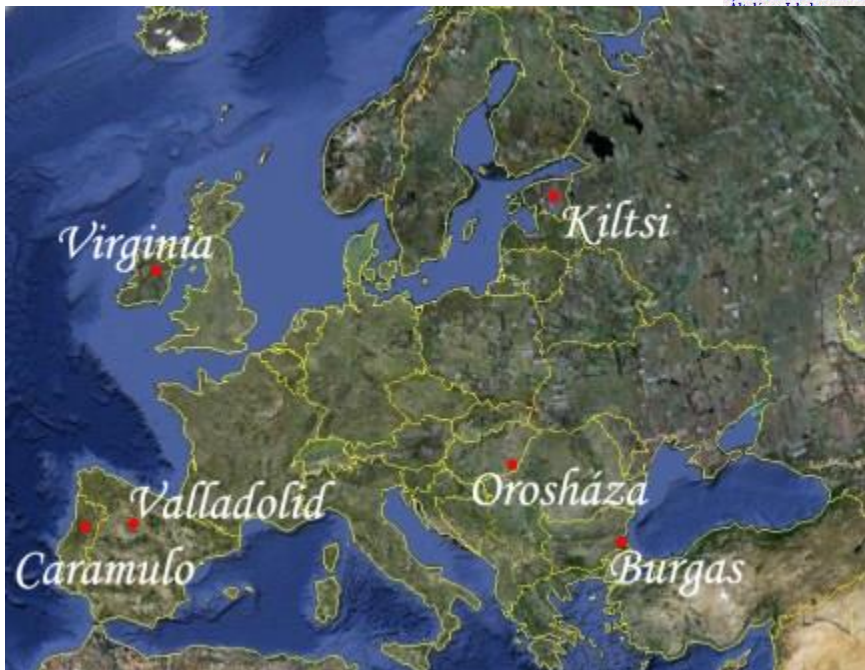 Kiltsi
Virginia
Orosháza
Valladolid
Burgas
Caramulo